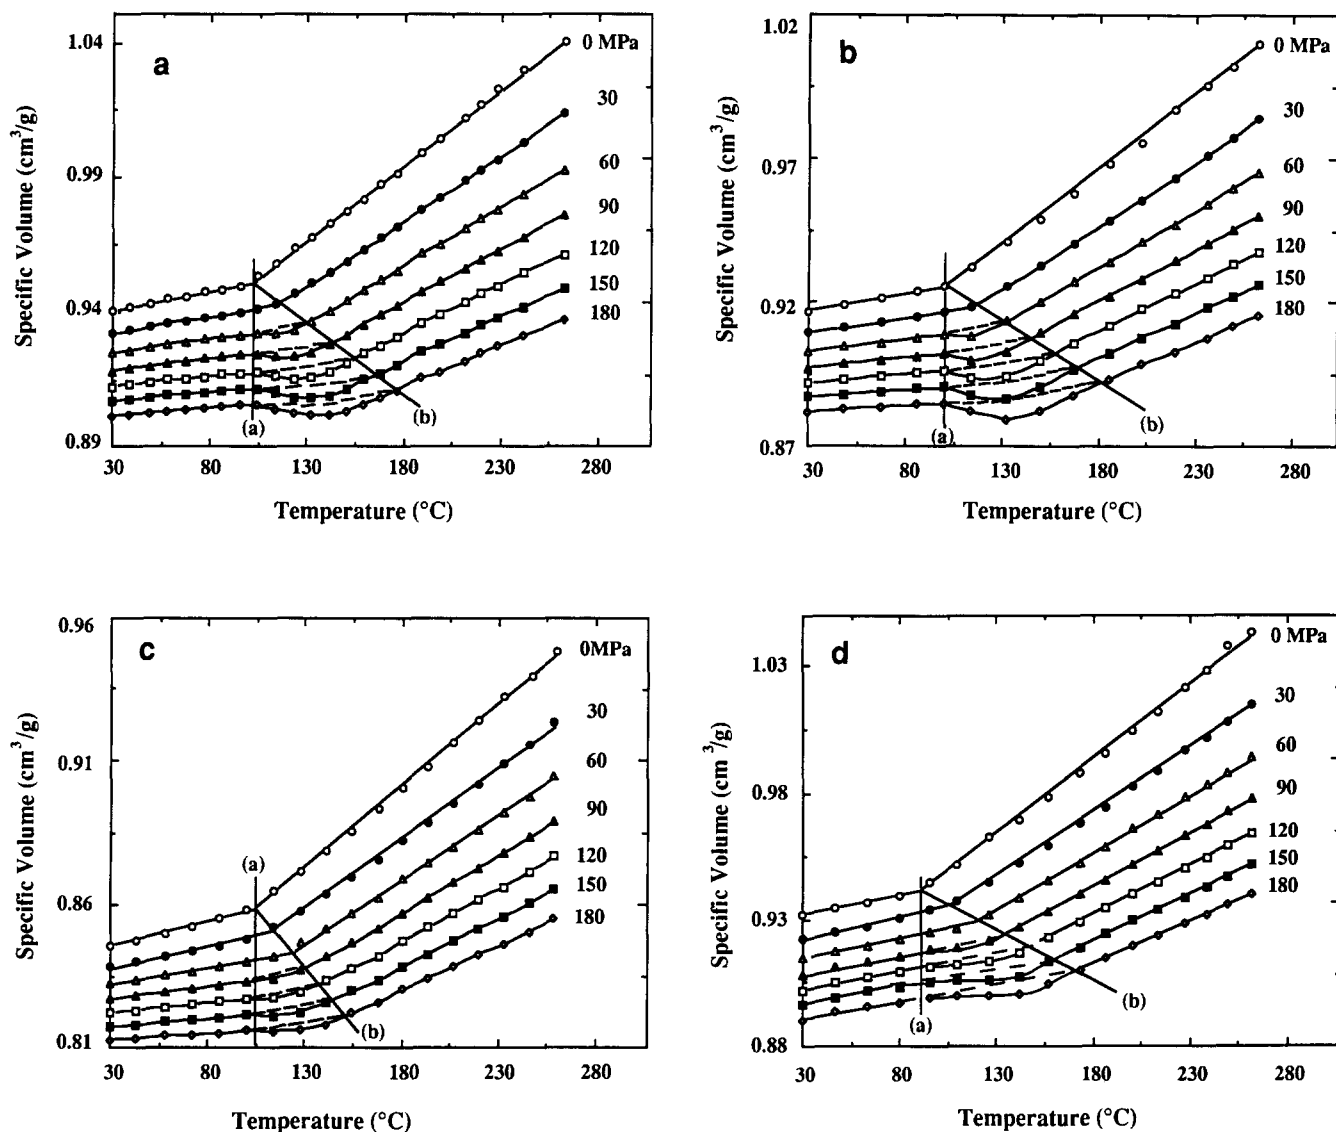 a
Specific Volume (cm³/g)
1.04
0.99
0.94
0.89
0 MPa
30
60
90
120
150
180
(a)
(b)
30 80 130 180 230 280
Temperature (°C)
b
Specific Volume (cm³/g)
1.02
0.97
0.92
0.87
0 MPa
30
60
90
120
150
180
(a)
(b)
30 80 130 180 230 280
Temperature (°C)
c
Specific Volume (cm³/g)
0.96
0.91
0.86
0.81
0MPa
30
60
90
120
150
180
(a)
(b)
30 80 130 180 230 280
Temperature (°C)
d
Specific Volume (cm³/g)
1.03
0.98
0.93
0.88
0 MPa
30
60
90
120
150
180
(a)
(b)
30 80 130 180 230 280
Temperature (°C)